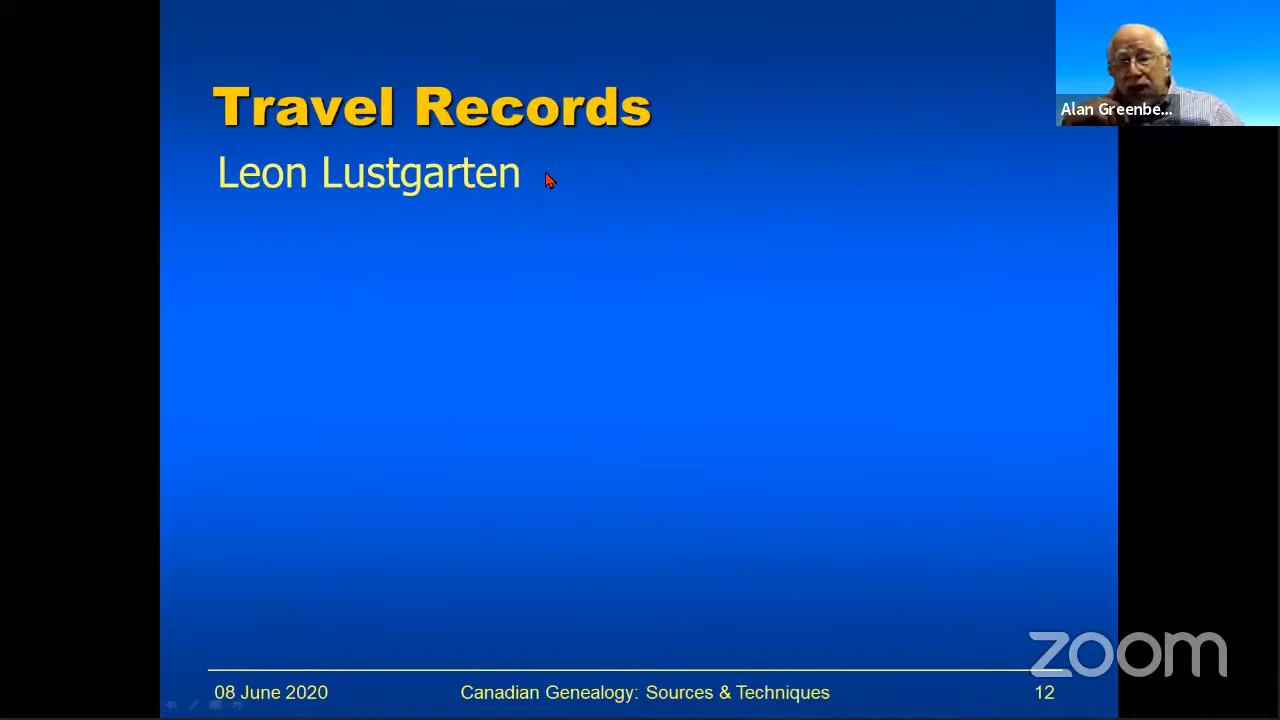 Travel Records
Leon Lustgarten
Alan Greenbe...
08 June 2020
Canadian Genealogy: Sources & Techniques
12
zoom